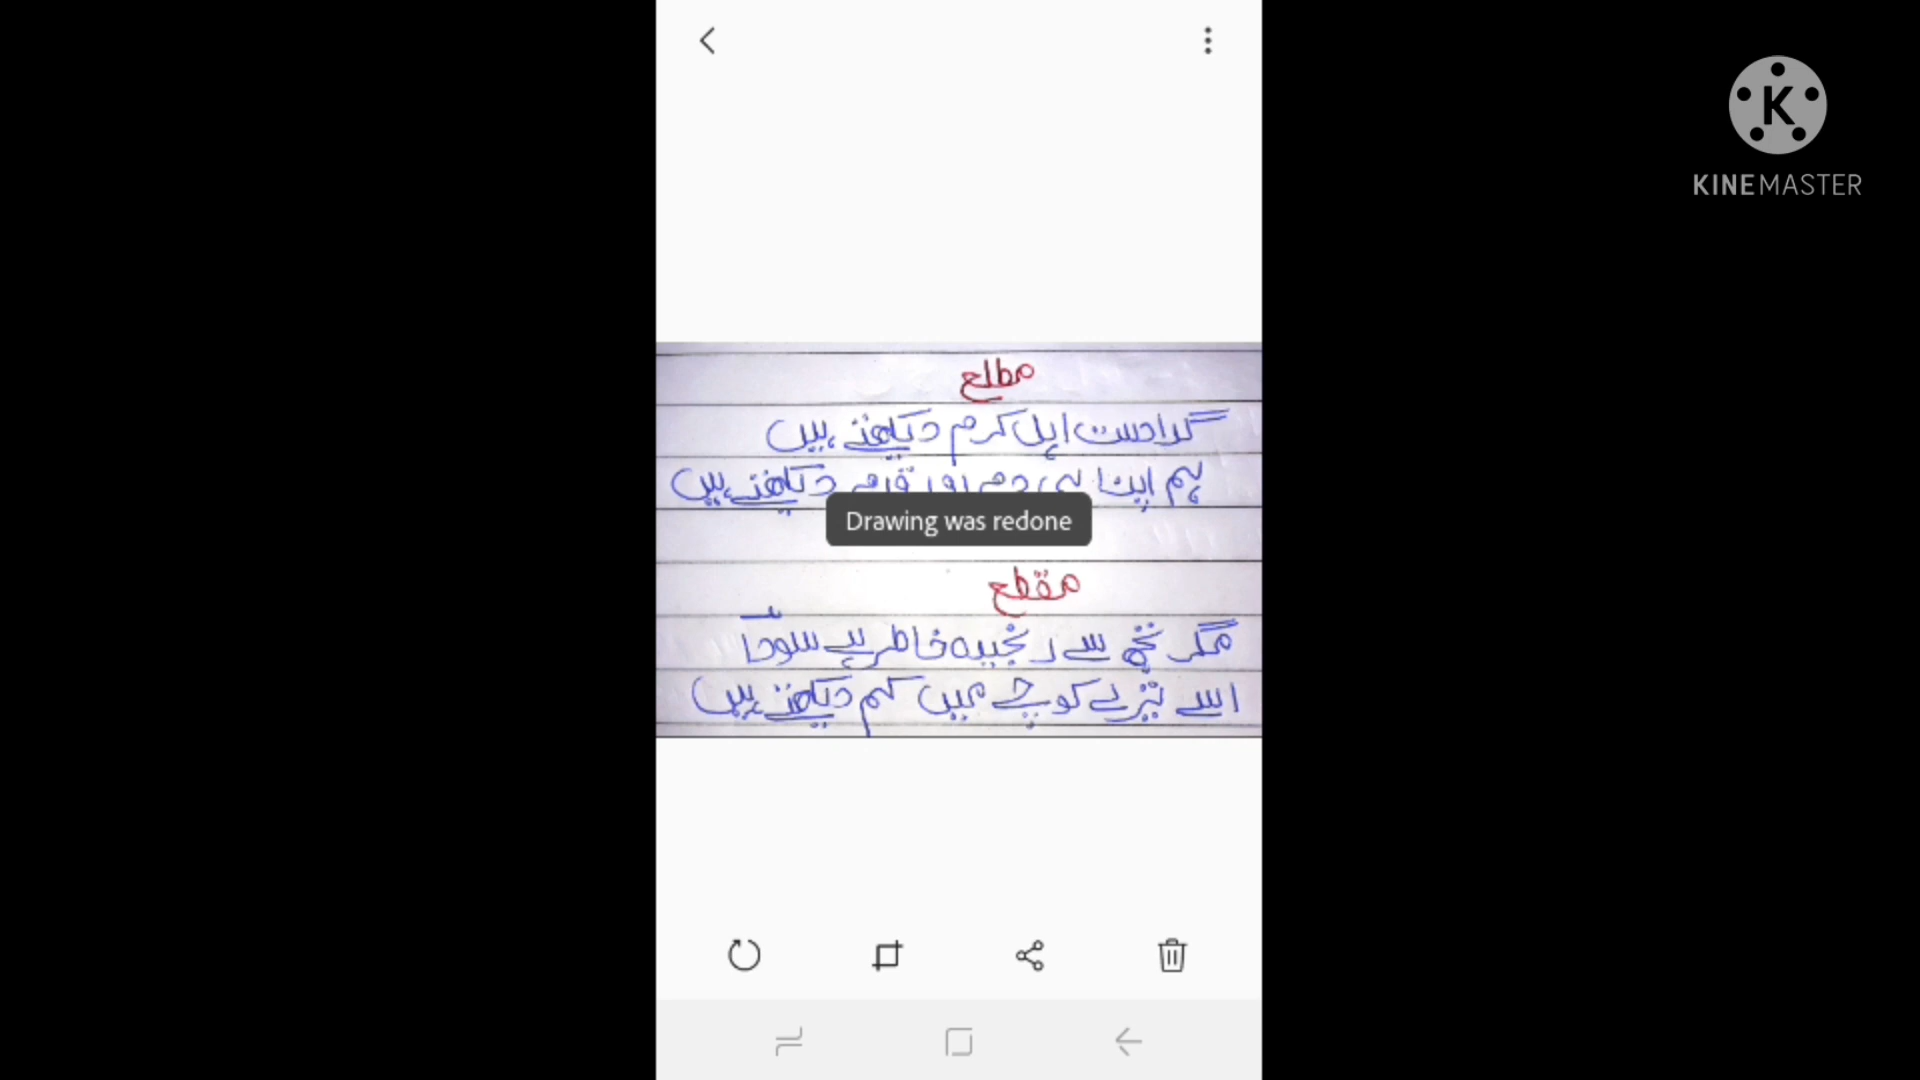 KINEMASTER
مطلع
گدا دست اہل کرم دیکھتے ہیں
ہم اپنا ہی دم اور قدم دیکھتے ہیں
Drawing was redone
مقطع
مگر تجھ سے رنجیدہ خاطر ہے سودا
اسے تیرے کوچے میں کم دیکھتے ہیں